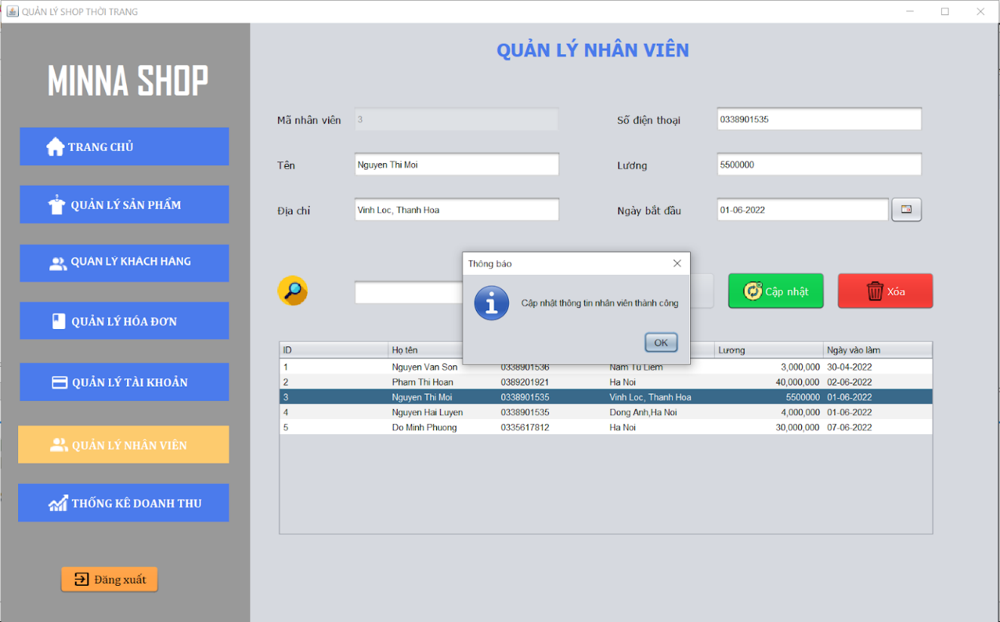 QUẢN LÝ SHOP THỜI TRANG
MINNA SHOP
TRANG CHỦ
QUẢN LÝ SẢN PHẨM
QUẢN LÝ KHÁCH HÀNG
QUẢN LÝ HÓA ĐƠN
QUẢN LÝ TÀI KHOẢN
QUẢN LÝ NHÂN VIÊN
THỐNG KÊ DOANH THU
Đăng xuất
QUẢN LÝ NHÂN VIÊN
Mã nhân viên 3 Số điện thoại 0338901535
Tên Nguyen Thi Moi Lương 5500000
Địa chỉ Vinh Loc, Thanh Hoa Ngày bắt đầu 01-06-2022
Thông báo
Cập nhật thông tin nhân viên thành công
OK
Cập nhật Xóa
ID Họ tên Lương Ngày vào làm
1 Nguyen Van Son 0338901536 Nam Tu Liem 3,000,000 30-04-2022
2 Pham Thi Hoan 0389201921 Ha Noi 40,000,000 02-06-2022
3 Nguyen Thi Moi 0338901535 Vinh Loc, Thanh Hoa 5500000 01-06-2022
4 Nguyen Hai Luyen 0338901535 Dong Anh,Ha Noi 4,000,000 01-06-2022
5 Do Minh Phuong 0335617812 Ha Noi 30,000,000 07-06-2022